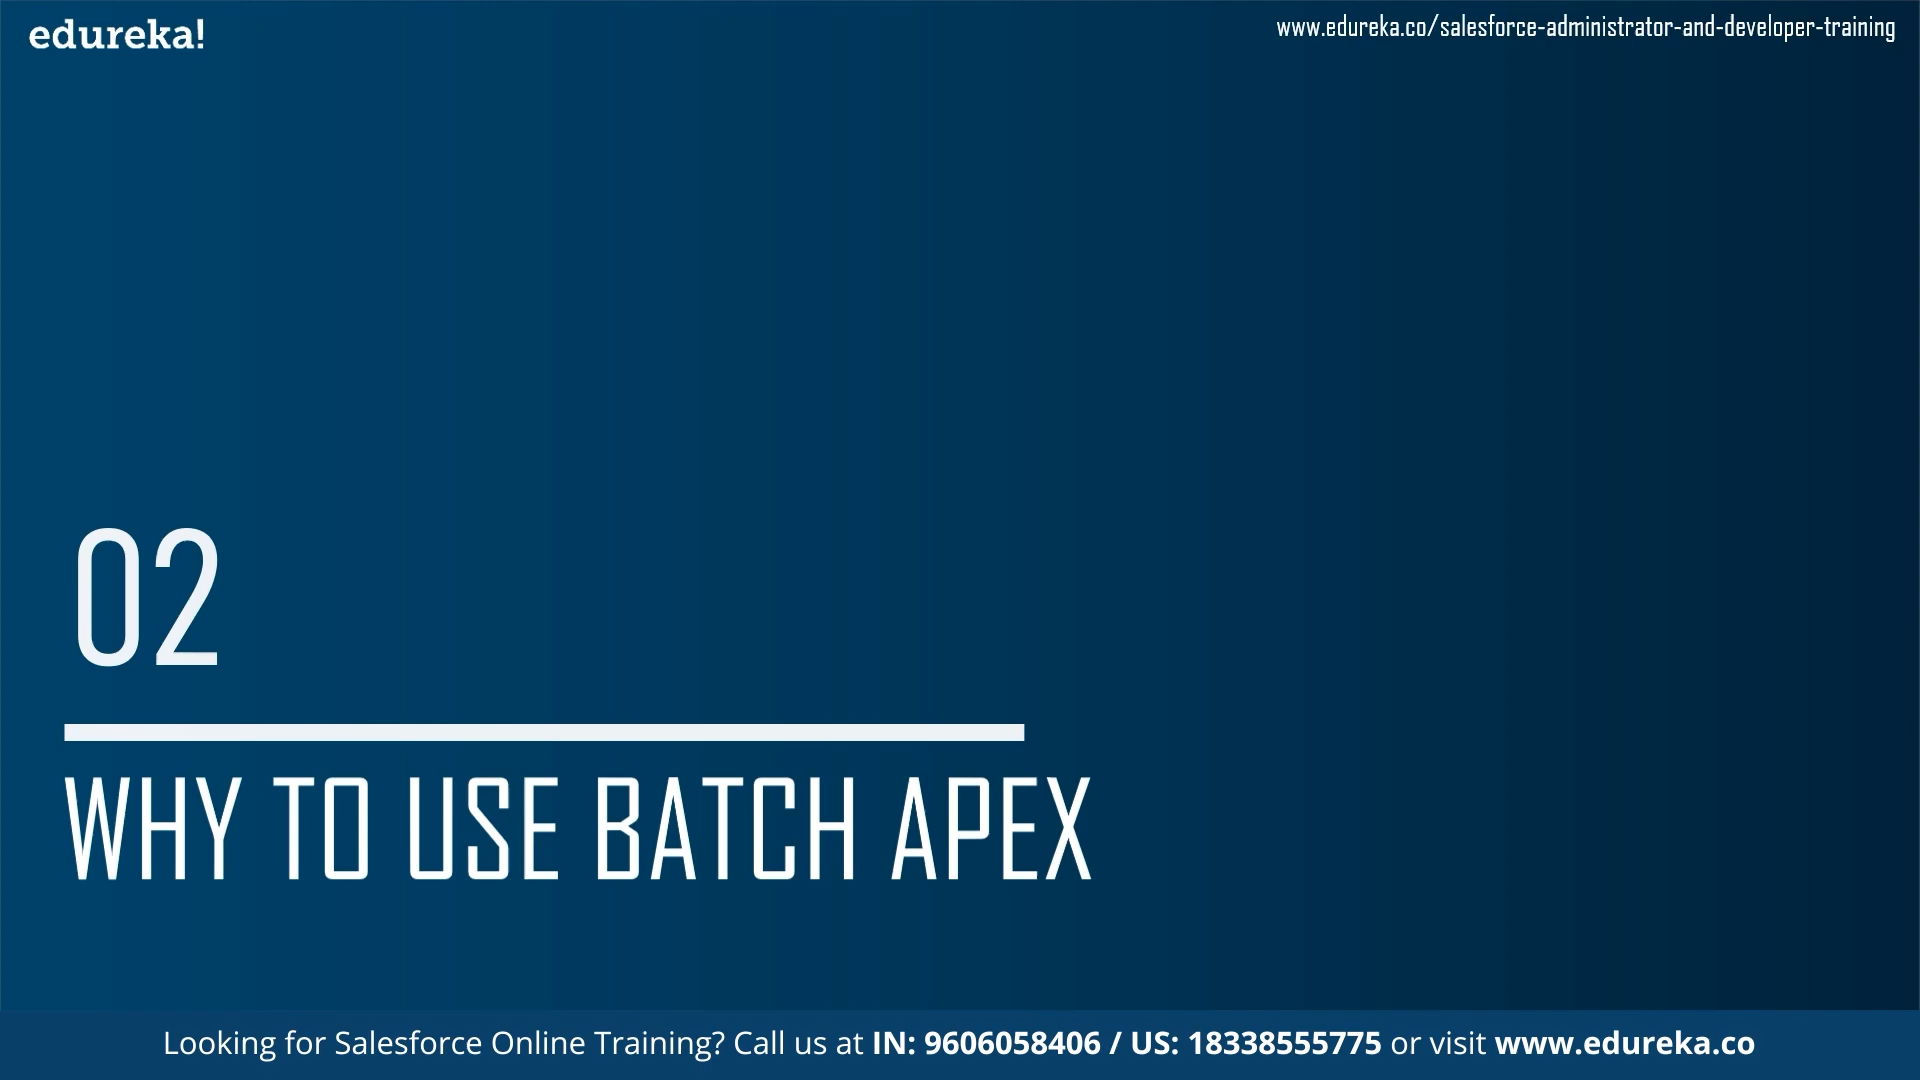 edureka!
www.edureka.co/salesforce-administrator-and-developer-training
02
WHY TO USE BATCH APEX
Looking for Salesforce Online Training? Call us at IN: 9606058406 / US: 18338555775 or visit www.edureka.co